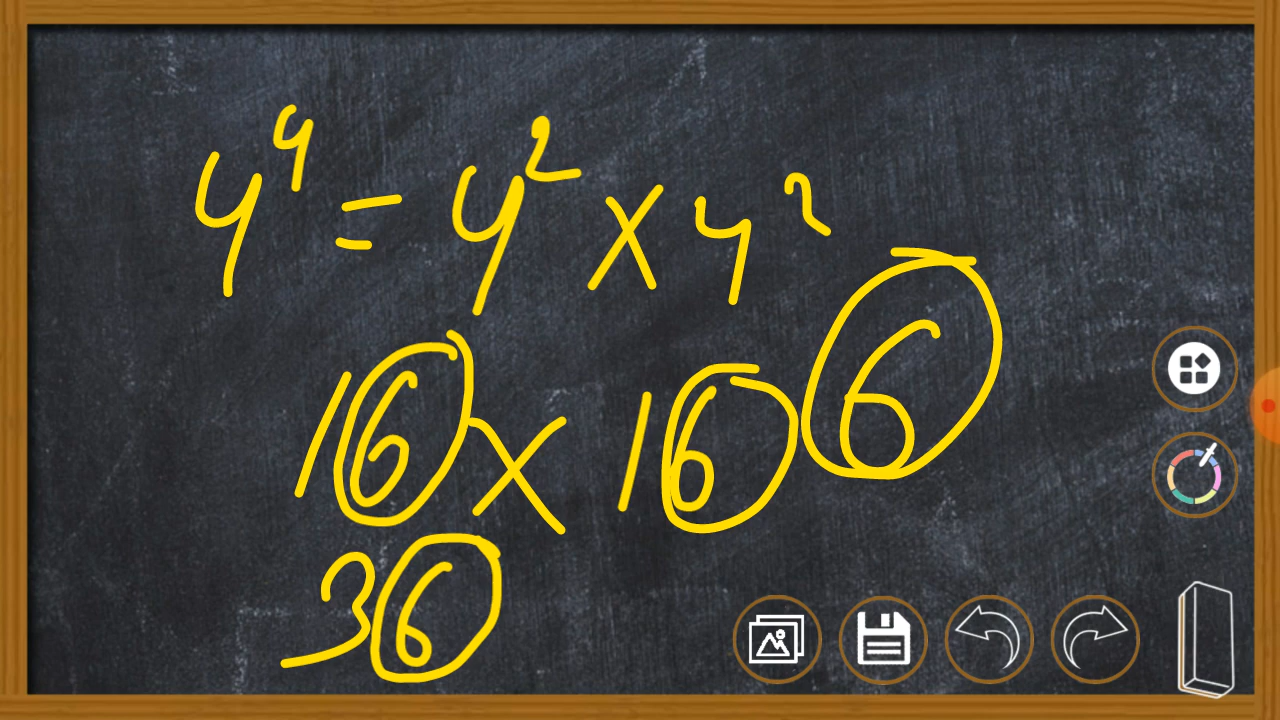 4⁴ = 4² × 4²
16 × 16 6
36